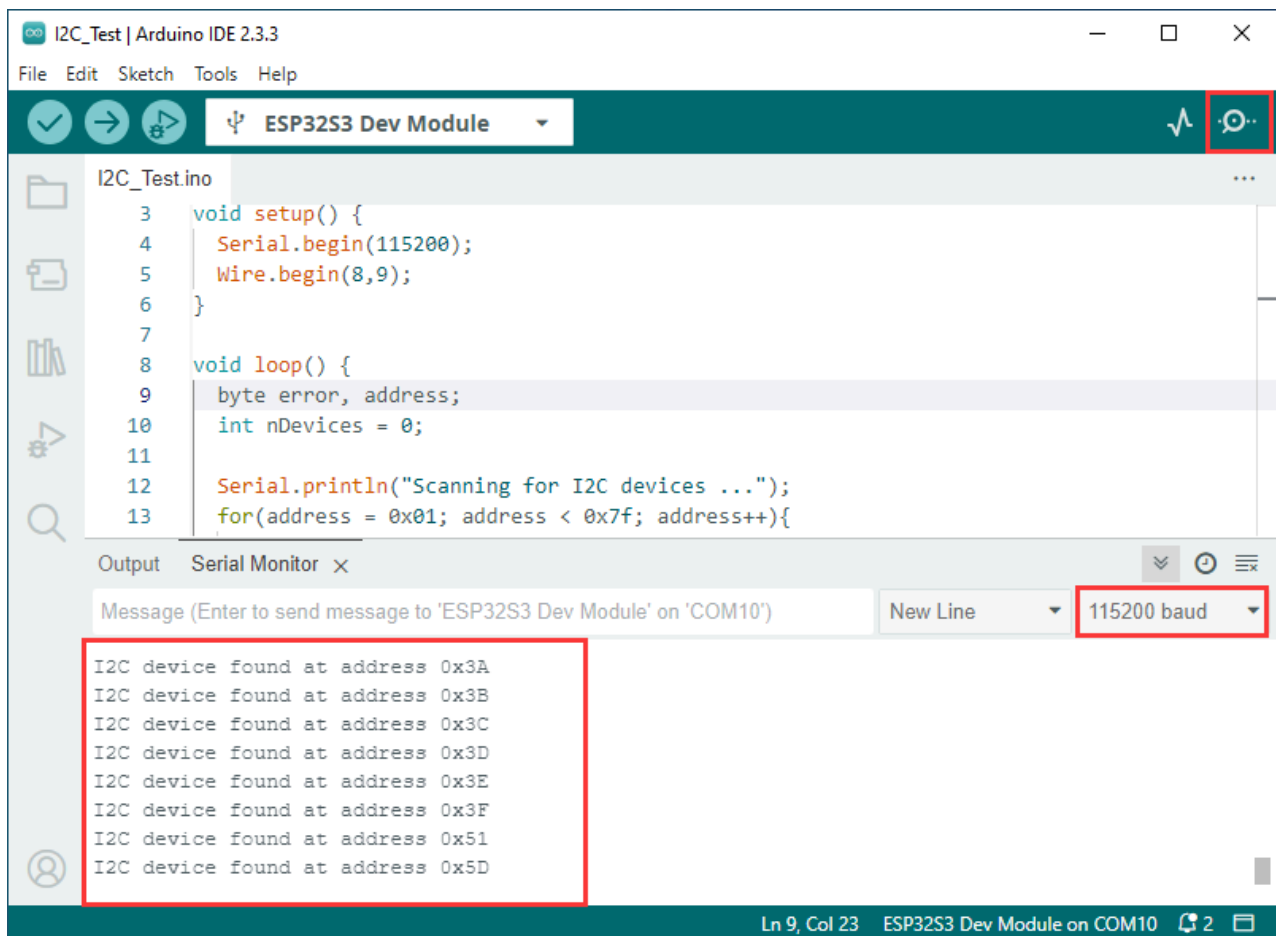 I2C_Test | Arduino IDE 2.3.3
File Edit Sketch Tools Help
ESP32S3 Dev Module
I2C_Test.ino
3 void setup() {
4 Serial.begin(115200);
5 Wire.begin(8,9);
6 }
7
8 void loop() {
9 byte error, address;
10 int nDevices = 0;
11
12 Serial.println("Scanning for I2C devices ...");
13 for(address = 0x01; address < 0x7f; address++){
Output Serial Monitor
Message (Enter to send message to 'ESP32S3 Dev Module' on 'COM10') New Line 115200 baud
I2C device found at address 0x3A
I2C device found at address 0x3B
I2C device found at address 0x3C
I2C device found at address 0x3D
I2C device found at address 0x3E
I2C device found at address 0x3F
I2C device found at address 0x51
I2C device found at address 0x5D
Ln 9, Col 23 ESP32S3 Dev Module on COM10 2